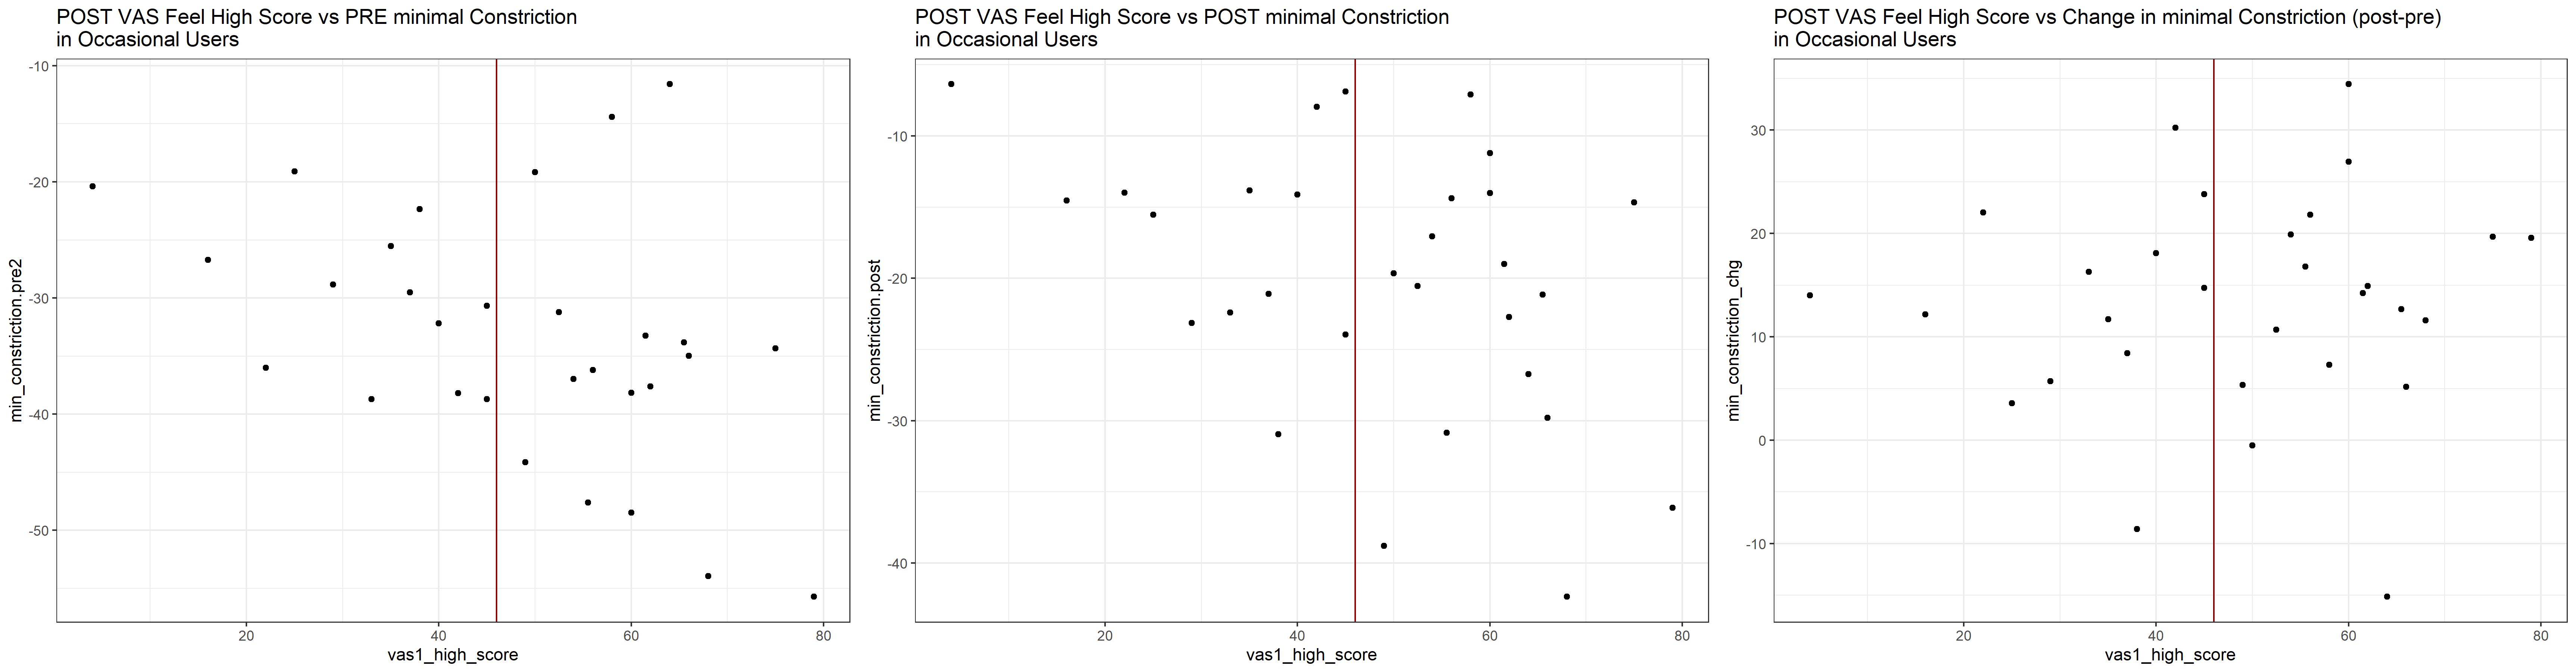 POST VAS Feel High Score vs PRE minimal Constriction
in Occasional Users
min_constriction.pre2
-10
-20
-30
-40
-50
20 40 60 80
vas1_high_score
POST VAS Feel High Score vs POST minimal Constriction
in Occasional Users
min_constriction.post
-10
-20
-30
-40
20 40 60 80
vas1_high_score
POST VAS Feel High Score vs Change in minimal Constriction (post-pre)
in Occasional Users
min_constriction_chg
30
20
10
0
-10
20 40 60 80
vas1_high_score